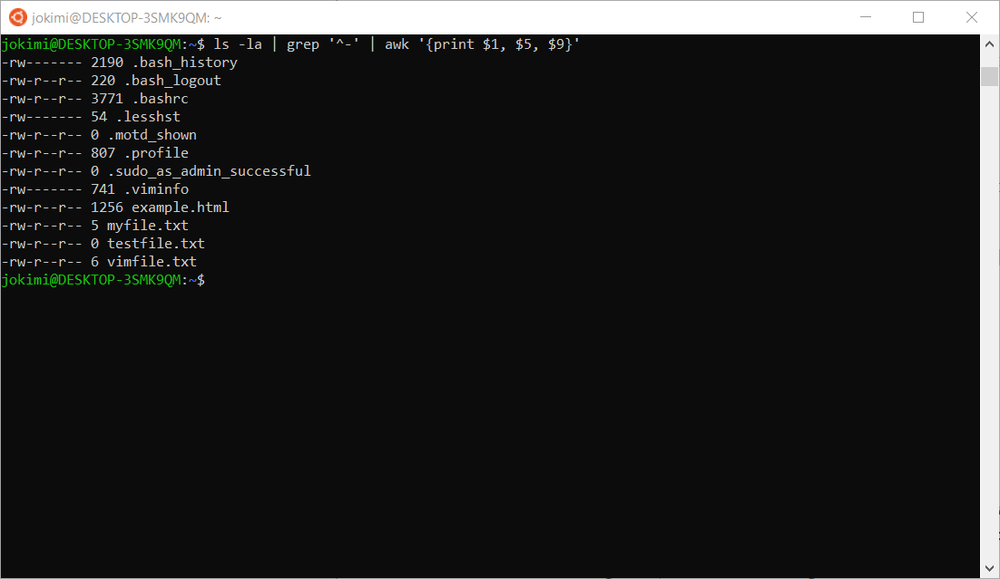 jokimi@DESKTOP-3SMK9QM: ~
jokimi@DESKTOP-3SMK9QM:~$ ls -la | grep '^-' | awk '{print $1, $5, $9}'
-rw------- 2190 .bash_history
-rw-r--r-- 220 .bash_logout
-rw-r--r-- 3771 .bashrc
-rw------- 54 .lesshst
-rw-r--r-- 0 .motd_shown
-rw-r--r-- 807 .profile
-rw-r--r-- 0 .sudo_as_admin_successful
-rw------- 741 .viminfo
-rw-r--r-- 1256 example.html
-rw-r--r-- 5 myfile.txt
-rw-r--r-- 0 testfile.txt
-rw-r--r-- 6 vimfile.txt
jokimi@DESKTOP-3SMK9QM:~$